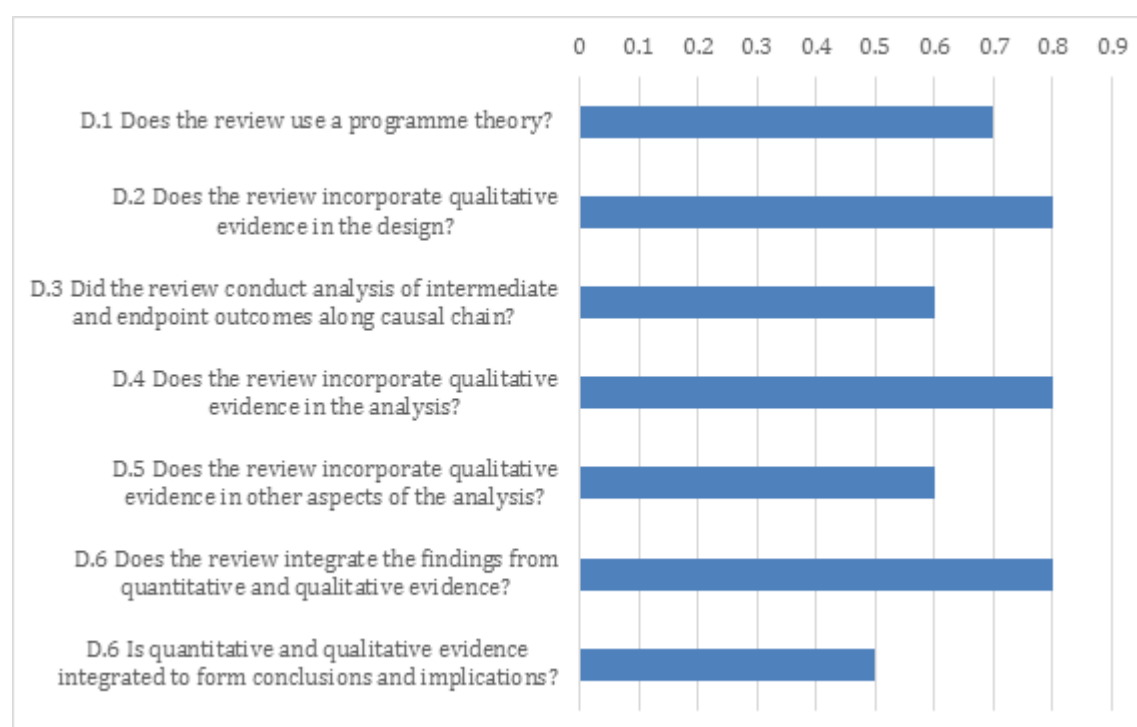 0 0.1 0.2 0.3 0.4 0.5 0.6 0.7 0.8 0.9
D.1 Does the review use a programme theory?
D.2 Does the review incorporate qualitative
evidence in the design?
D.3 Did the review conduct analysis of intermediate
and endpoint outcomes along causal chain?
D.4 Does the review incorporate qualitative
evidence in the analysis?
D.5 Does the review incorporate qualitative
evidence in other aspects of the analysis?
D.6 Does the review integrate the findings from
quantitative and qualitative evidence?
D.6 Is quantitative and qualitative evidence
integrated to form conclusions and implications?